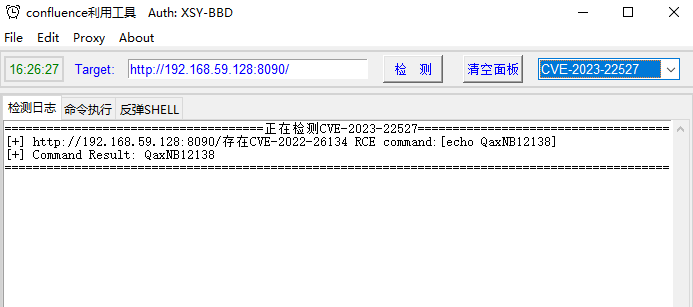 confluence利用工具 Auth: XSY-BBD
File Edit Proxy About
16:26:27 Target: http://192.168.59.128:8090/ 检 测 清空面板 CVE-2023-22527
检测日志 命令执行 反弹SHELL
=====================================正在检测CVE-2023-22527====================================
[+] http://192.168.59.128:8090/存在CVE-2022-26134 RCE command:[echo QaxNB12138]
[+] Command Result: QaxNB12138
===============================================================================================